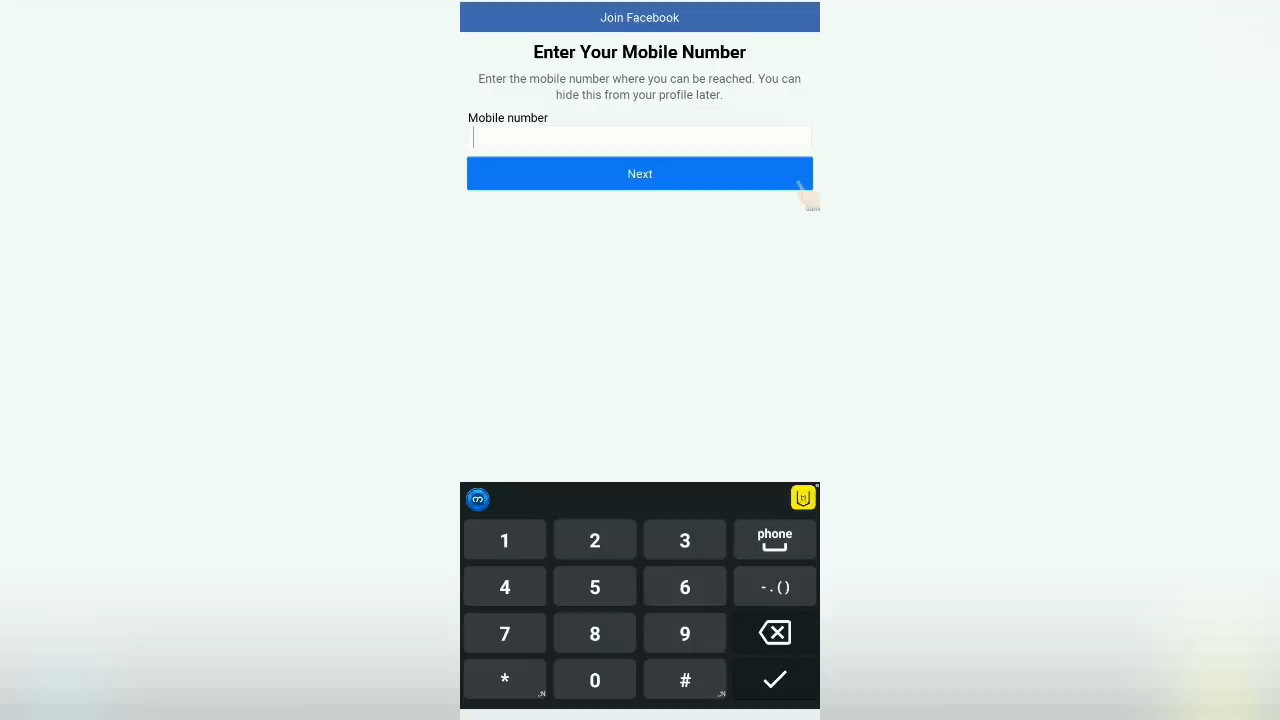 Join Facebook
Enter Your Mobile Number
Enter the mobile number where you can be reached. You can
hide this from your profile later.
Mobile number
Next
1 2 3 phone
4 5 6 -.()
7 8 9
* 0 #